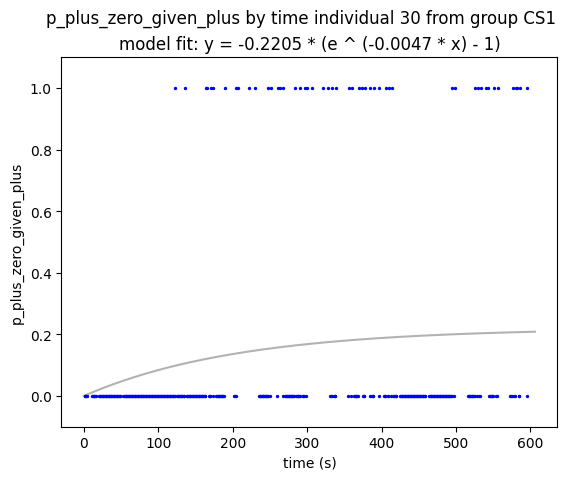 p_plus_zero_given_plus by time individual 30 from group CS1
model fit: y = -0.2205 * (e ^ (-0.0047 * x) - 1)
1.0
0.8
0.6
0.4
0.2
0.0
p_plus_zero_given_plus
0 100 200 300 400 500 600
time (s)